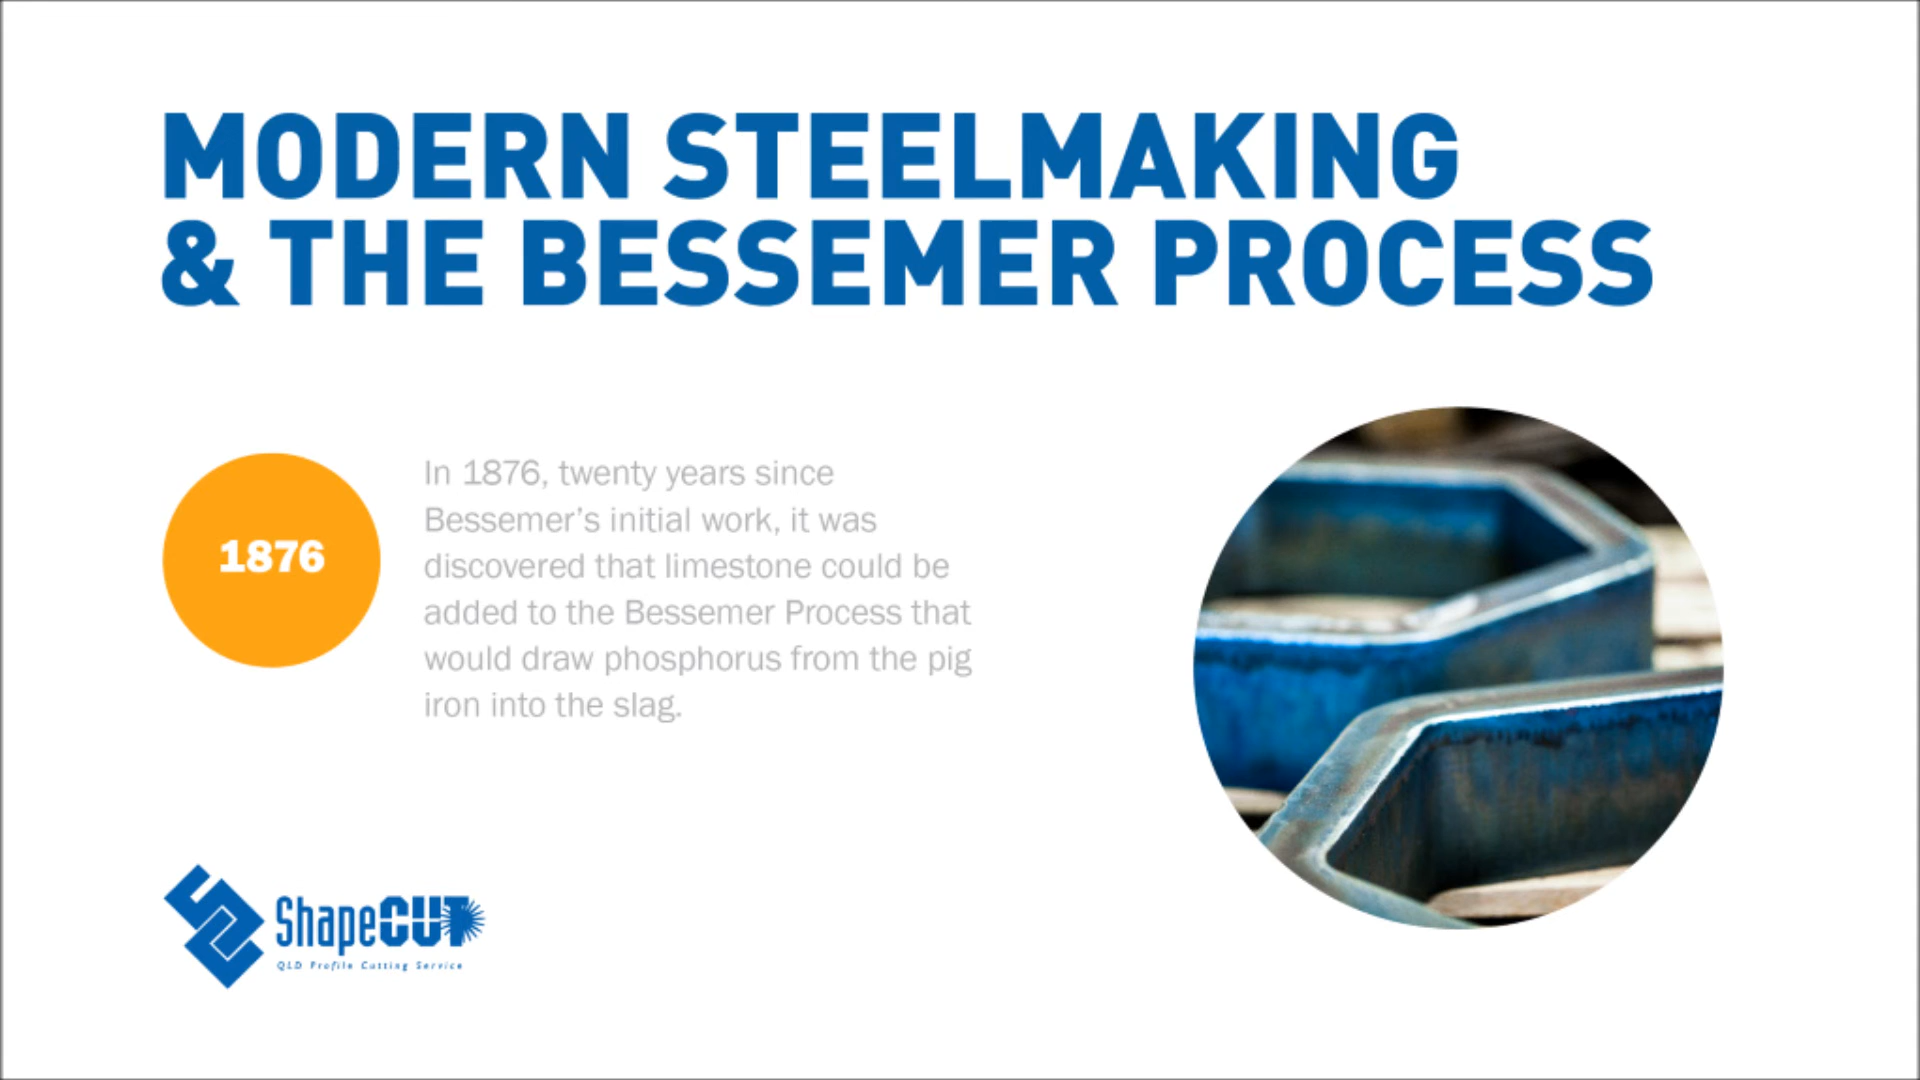 MODERN STEELMAKING
& THE BESSEMER PROCESS
1876
In 1876, twenty years since
Bessemer’s initial work, it was
discovered that limestone could be
added to the Bessemer Process that
would draw phosphorus from the pig
iron into the slag.
ShapeCUT
QLD Profile Cutting Service